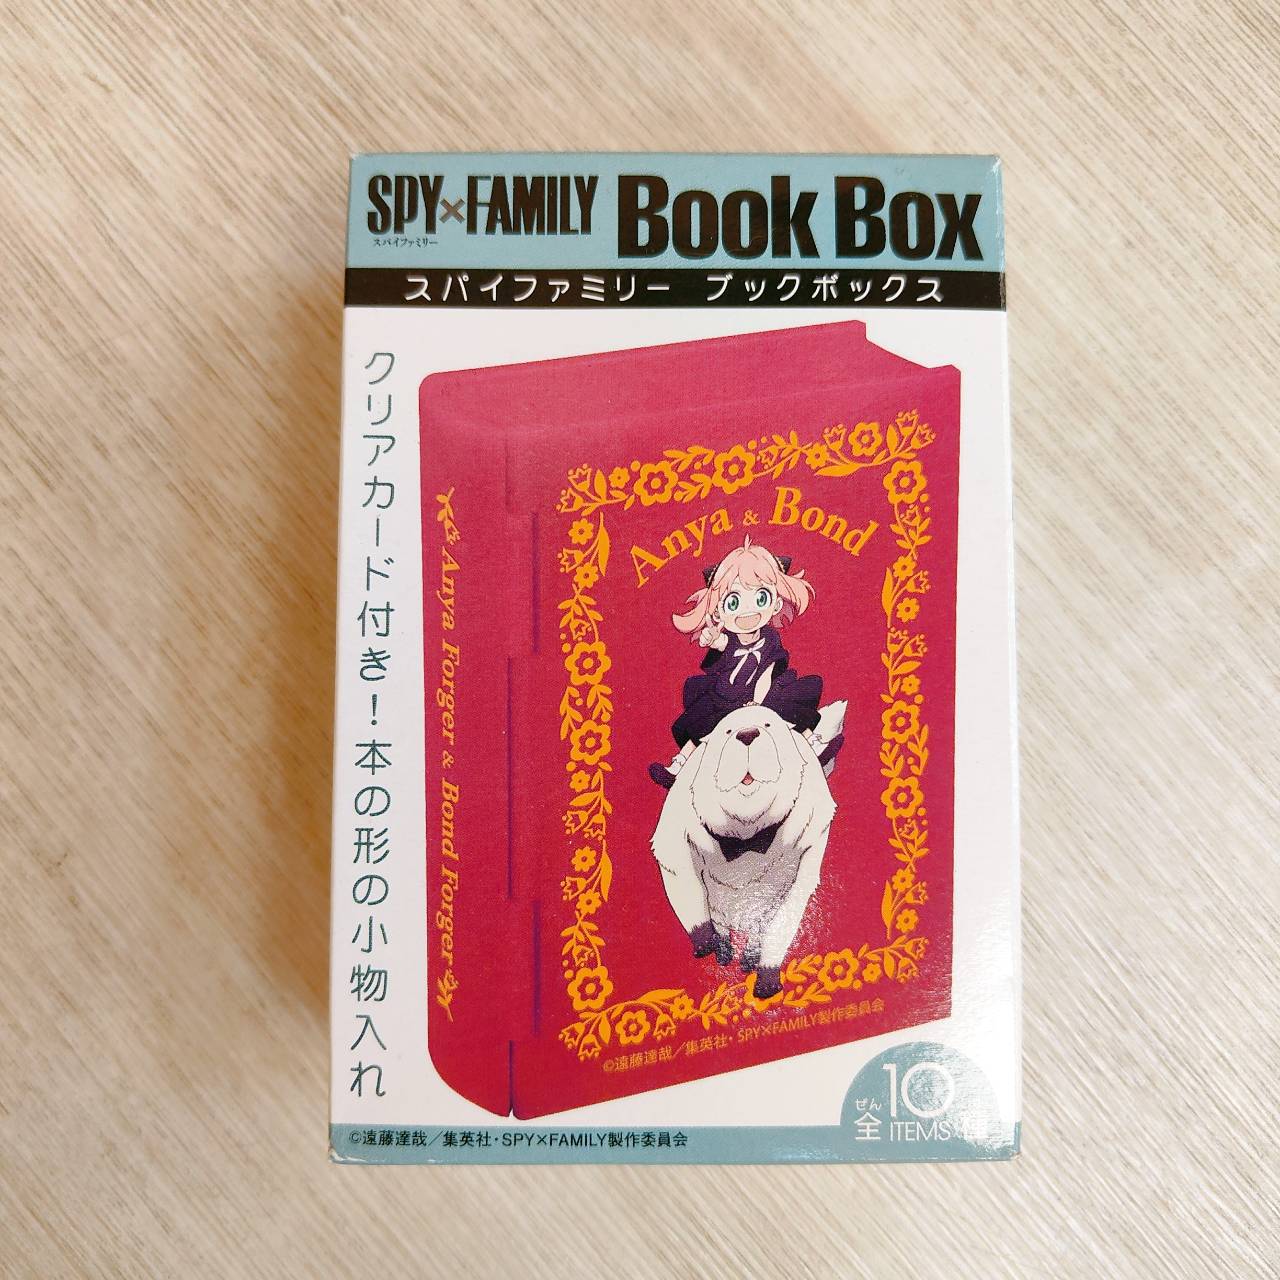 SPY×FAMILY Book Box
スパイファミリー
スパイファミリー ブックボックス
クリアカード付き！本の形の小物入れ
Anya Forger & Bond Forger
Anya & Bond
©遠藤達哉／集英社・SPY×FAMILY製作委員会
ぜん
全10種
ITEMS
©遠藤達哉／集英社・SPY×FAMILY製作委員会